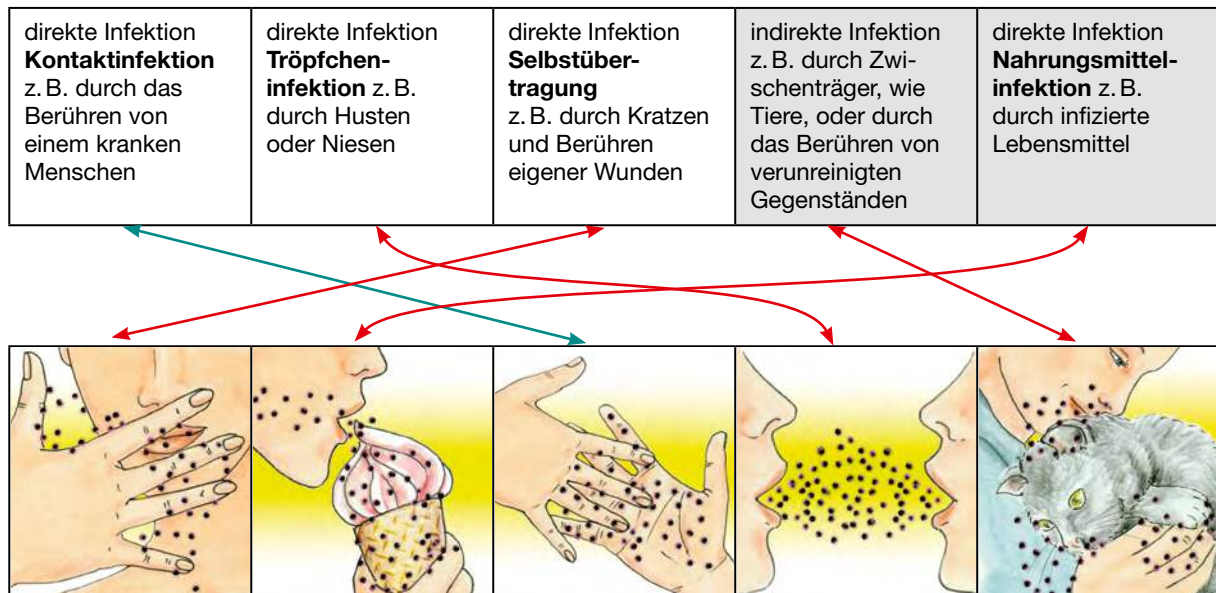 direkte Infektion
Kontaktinfektion
z. B. durch das
Berühren von
einem kranken
Menschen
direkte Infektion
Tröpfchen-
infektion z. B.
durch Husten
oder Niesen
direkte Infektion
Selbstüber-
tragung
z. B. durch Kratzen
und Berühren
eigener Wunden
indirekte Infektion
z. B. durch Zwi-
schenträger, wie
Tiere, oder durch
das Berühren von
verunreinigten
Gegenständen
direkte Infektion
Nahrungsmittel-
infektion z. B.
durch infizierte
Lebensmittel